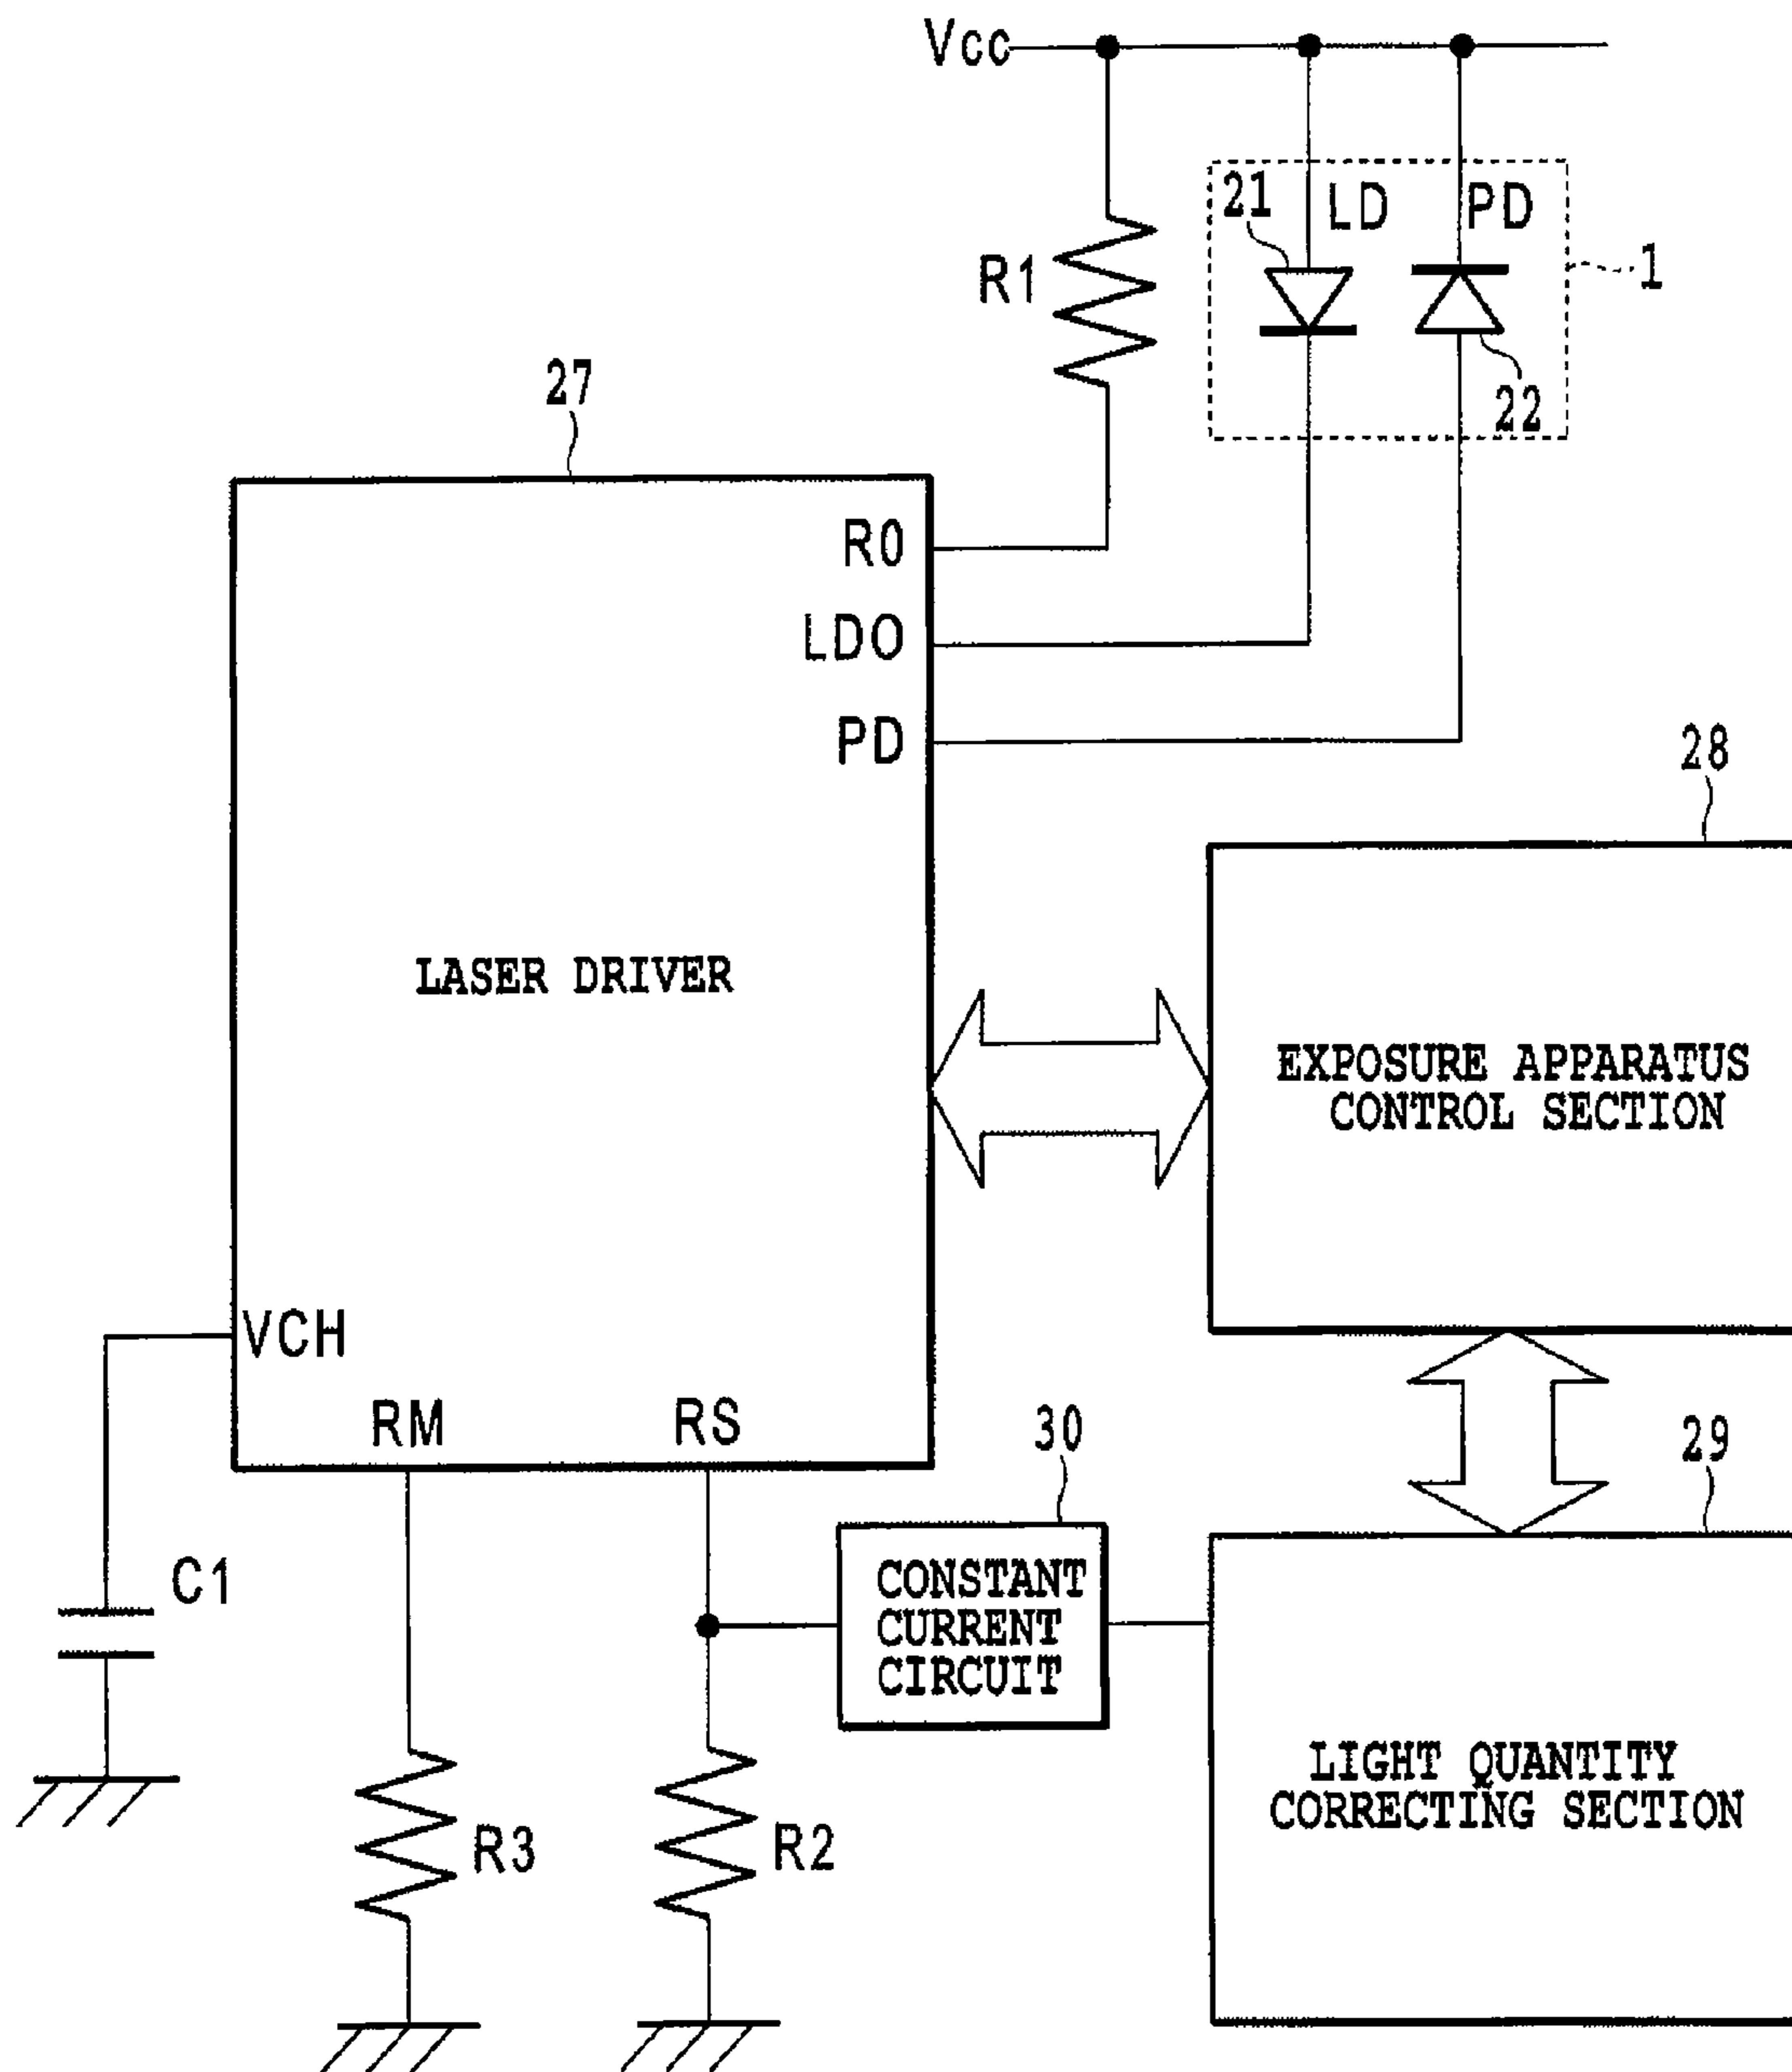 Vcc
21
LD
PD
R1
1
27
22
R0
LDO
PD
28
LASER DRIVER
EXPOSURE APPARATUS
CONTROL SECTION
VCH
RM
RS
30
29
C1
CONSTANT
CURRENT
CIRCUIT
LIGHT QUANTITY
CORRECTING SECTION
R3
R2